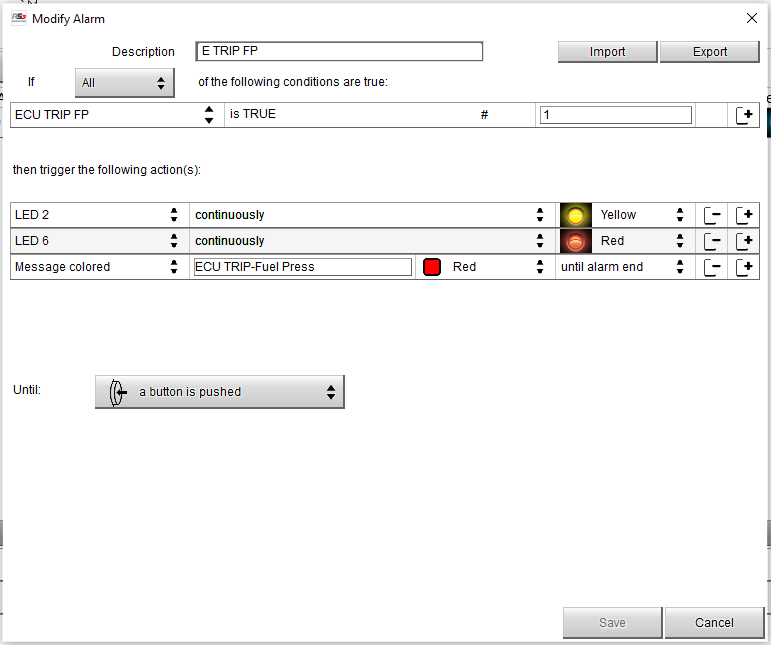 RS3 Modify Alarm
Description E TRIP FP Import Export
If All of the following conditions are true:
ECU TRIP FP is TRUE # 1
then trigger the following action(s):
LED 2 continuously Yellow
LED 6 continuously Red
Message colored ECU TRIP-Fuel Press Red until alarm end
Until: a button is pushed
Save Cancel